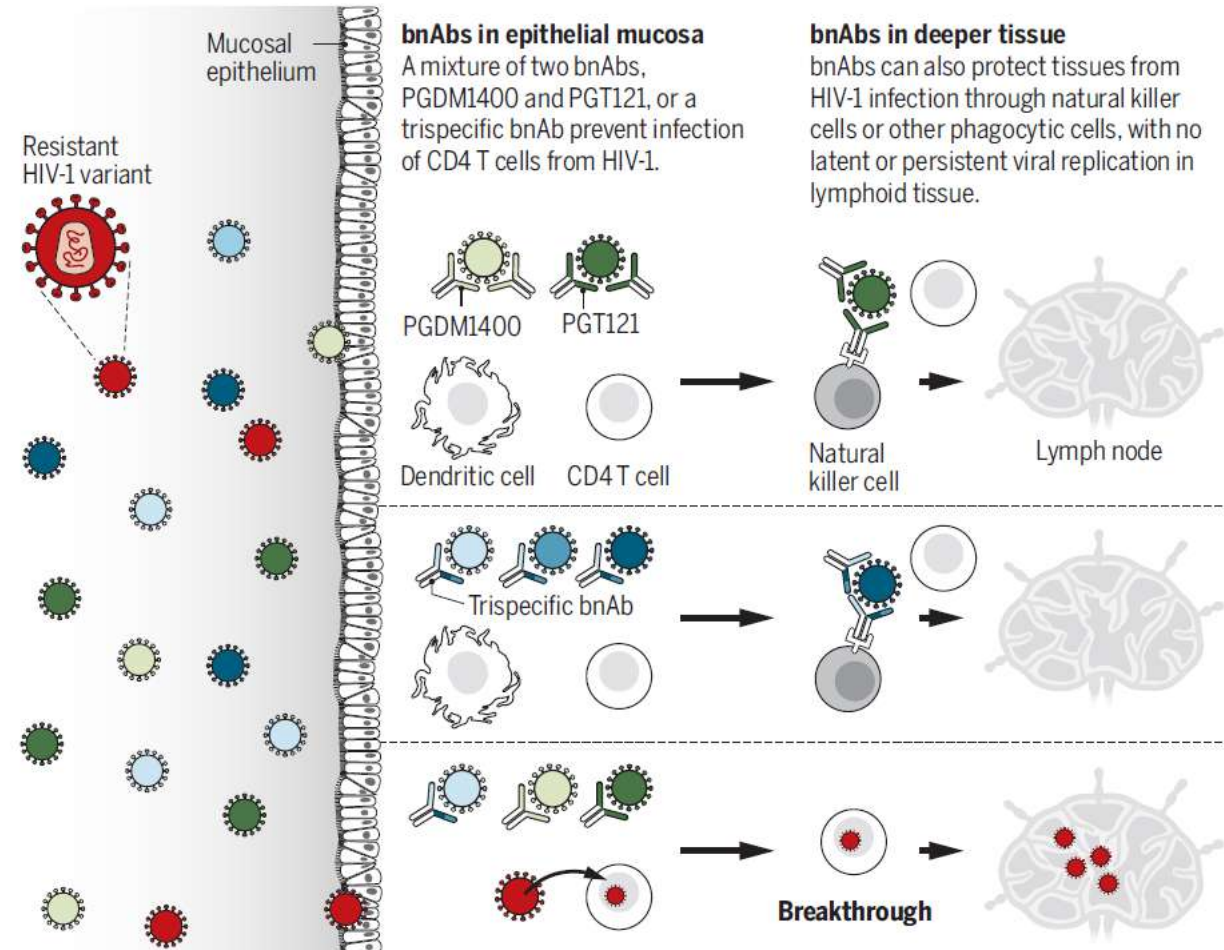 Mucosal
epithelium
Resistant
HIV-1 variant
bnAbs in epithelial mucosa
A mixture of two bnAbs,
PGDM1400 and PGT121, or a
trispecific bnAb prevent infection
of CD4 T cells from HIV-1.
bnAbs in deeper tissue
bnAbs can also protect tissues from
HIV-1 infection through natural killer
cells or other phagocytic cells, with no
latent or persistent viral replication in
lymphoid tissue.
PGDM1400
PGT121
Dendritic cell
CD4 T cell
Natural
killer cell
Lymph node
Trispecific bnAb
Breakthrough